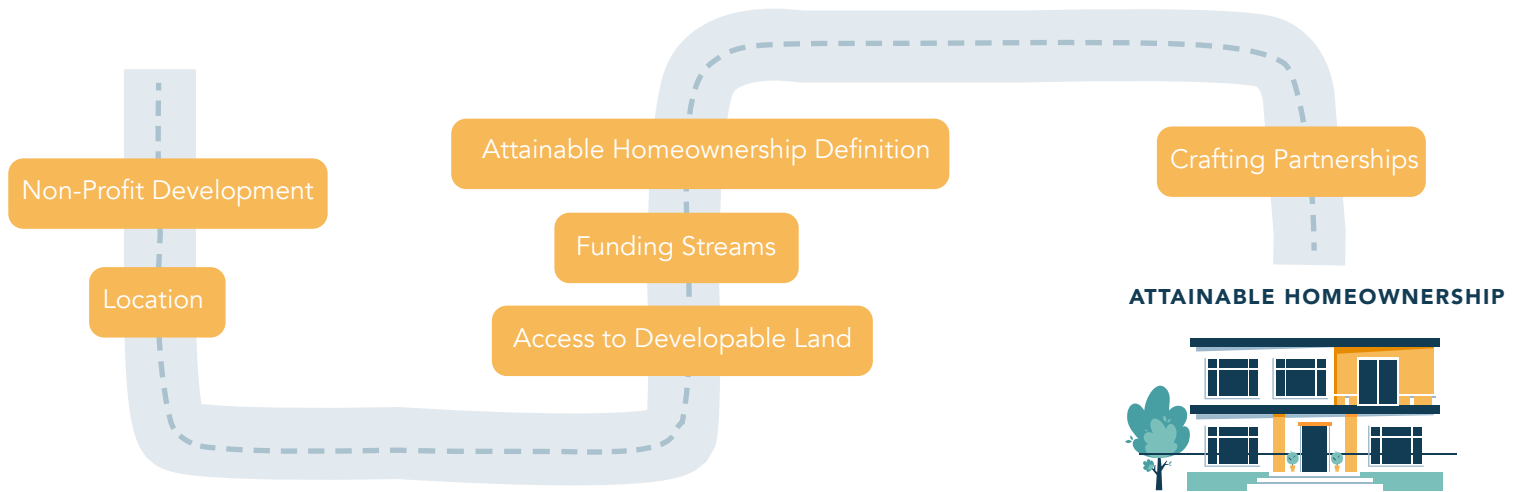 Non-Profit Development
Location
Attainable Homeownership Definition
Funding Streams
Access to Developable Land
Crafting Partnerships
ATTAINABLE HOMEOWNERSHIP